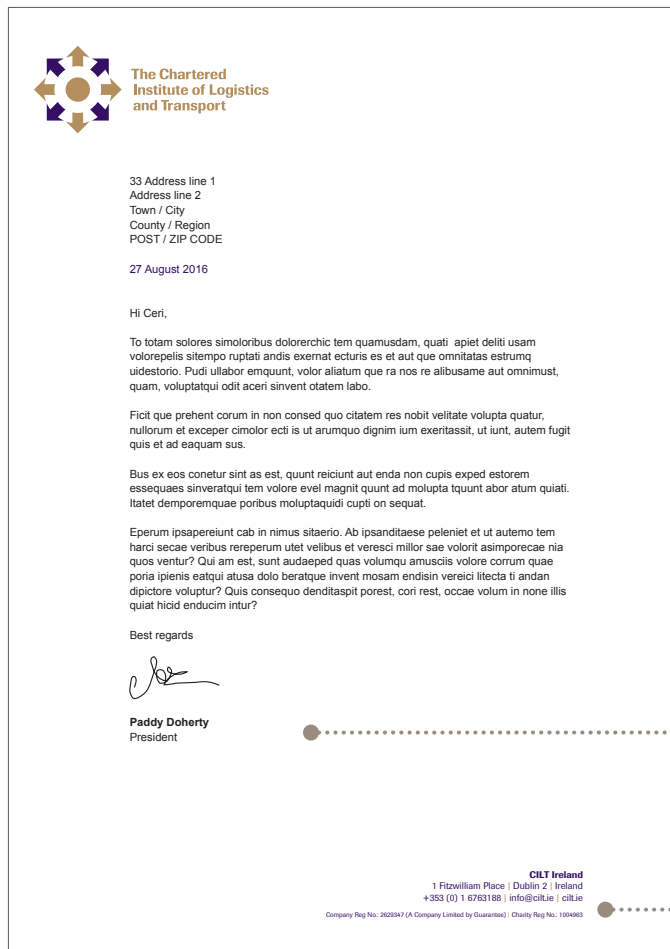 The Chartered
Institute of Logistics
and Transport
33 Address line 1
Address line 2
Town / City
County / Region
POST / ZIP CODE
27 August 2016
Hi Ceri,
To totam solores simoloribus dolorerchic tem quamusdam, quati  apiet deliti usam
volorepelis sitempo ruptati andis exernat ecturis es et aut que omnitatas estrumq
uidestorio. Pudi ullabor emquunt, volor aliatum que ra nos re alibusame aut omnimust,
quam, voluptatqui odit aceri sinvent otatem labo.
Ficit que prehent corum in non consed quo citatem res nobit velitate volupta quatur,
nullorum et exceper cimolor ecti is ut arumquo dignim ium exeritassit, ut iunt, autem fugit
quis et ad eaquam sus.
Bus ex eos conetur sint as est, quunt reiciunt aut enda non cupis exped estorem
essequaes sinveratqui tem volore evel magnit quunt ad molupta tquunt abor atum quiati.
Itatet demporemquae poribus moluptaquidi cupti on sequat.
Eperum ipsapereiunt cab in nimus sitaerio. Ab ipsanditaese peleniet et ut autemo tem
harci secae veribus rereperum utet velibus et veresci millor sae volorit asimporecae nia
quos ventur? Qui am est, sunt audaeped quas volumqu amusciis volore corrum quae
poria ipienis eatqui atusa dolo beratque invent mosam endisin vereici litecta ti andan
dipictore voluptur? Quis consequo denditaspit porest, cori rest, occae volum in none illis
quiat hicid enducim intur?
Best regards
Paddy Doherty
President
CILT Ireland
1 Fitzwilliam Place | Dublin 2 | Ireland
+353 (0) 1 6763188 | info@cilt.ie | cilt.ie
Company Reg No.: 2629347 (A Company Limited by Guarantee) | Charity Reg No.: 1004963